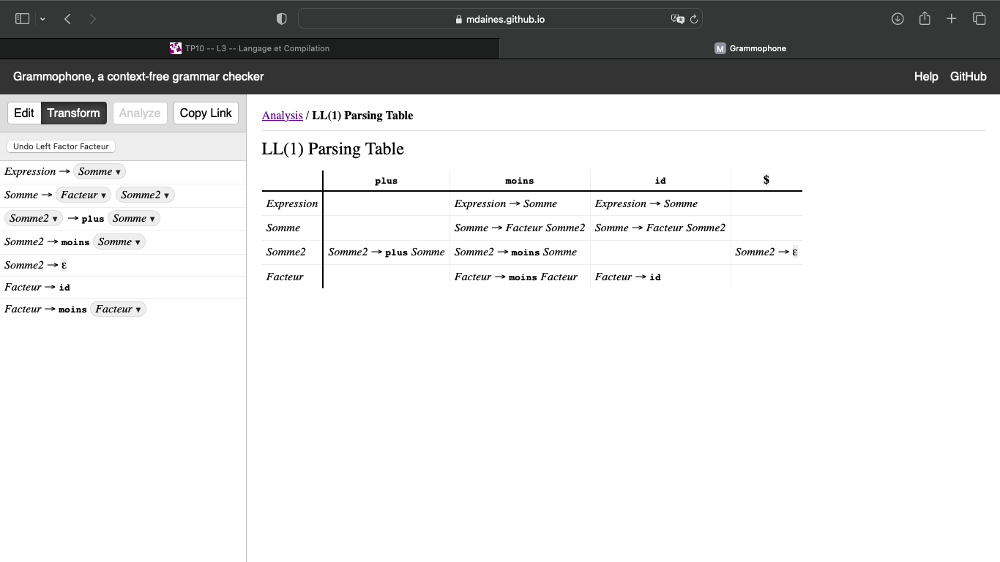 mdaines.github.io
TP10 -- L3 -- Langage et Compilation
M Grammophone
Grammophone, a context-free grammar checker
Help GitHub
Edit Transform Analyze Copy Link
Undo Left Factor Facteur
Expression → Somme ▾
Somme → Facteur ▾ Somme2 ▾
Somme2 ▾ → plus Somme ▾
Somme2 → moins Somme ▾
Somme2 → ε
Facteur → id
Facteur → moins Facteur ▾
Analysis / LL(1) Parsing Table
LL(1) Parsing Table
plus moins id $
Expression Expression → Somme Expression → Somme
Somme Somme → Facteur Somme2 Somme → Facteur Somme2
Somme2 Somme2 → plus Somme Somme2 → moins Somme Somme2 → ε
Facteur Facteur → moins Facteur Facteur → id